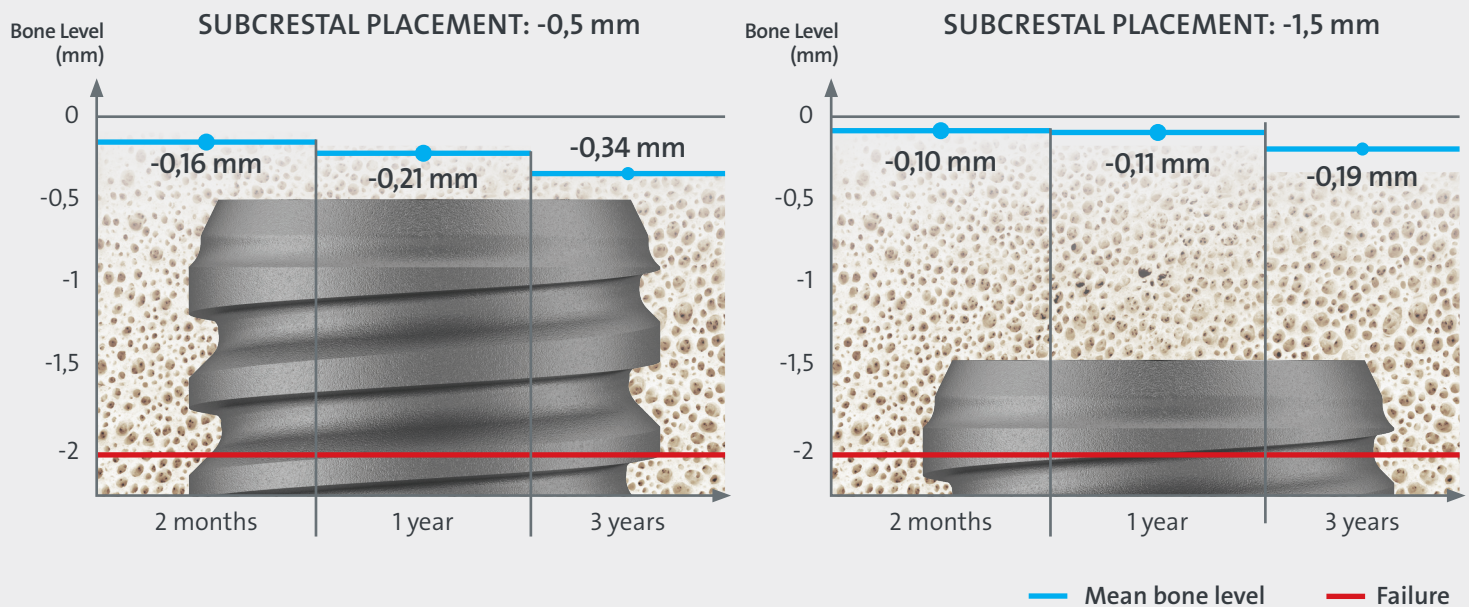 SUBCRESTAL PLACEMENT: -0,5 mm
Bone Level
(mm)
0
-0,5
-1
-1,5
-2
-0,16 mm
-0,21 mm
-0,34 mm
2 months
1 year
3 years
SUBCRESTAL PLACEMENT: -1,5 mm
Bone Level
(mm)
0
-0,5
-1
-1,5
-2
-0,10 mm
-0,11 mm
-0,19 mm
2 months
1 year
3 years
Mean bone level
Failure